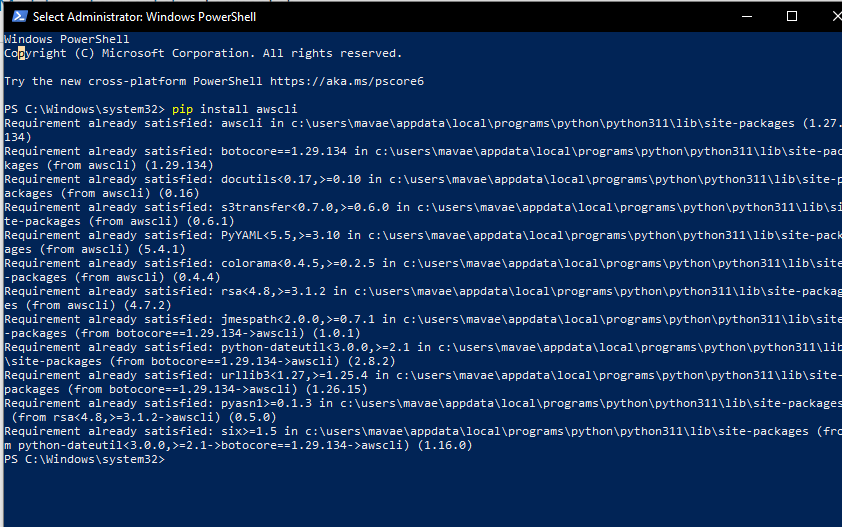 Select Administrator: Windows PowerShell
Windows PowerShell
Copyright (C) Microsoft Corporation. All rights reserved.
Try the new cross-platform PowerShell https://aka.ms/pscore6
PS C:\Windows\system32> pip install awscli
Requirement already satisfied: awscli in c:\users\mavae\appdata\local\programs\python\python311\lib\site-packages (1.27.
134)
Requirement already satisfied: botocore==1.29.134 in c:\users\mavae\appdata\local\programs\python\python311\lib\site-pac
kages (from awscli) (1.29.134)
Requirement already satisfied: docutils<0.17,>=0.10 in c:\users\mavae\appdata\local\programs\python\python311\lib\site-p
ackages (from awscli) (0.16)
Requirement already satisfied: s3transfer<0.7.0,>=0.6.0 in c:\users\mavae\appdata\local\programs\python\python311\lib\si
te-packages (from awscli) (0.6.1)
Requirement already satisfied: PyYAML<5.5,>=3.10 in c:\users\mavae\appdata\local\programs\python\python311\lib\site-pack
ages (from awscli) (5.4.1)
Requirement already satisfied: colorama<0.4.5,>=0.2.5 in c:\users\mavae\appdata\local\programs\python\python311\lib\site
-packages (from awscli) (0.4.4)
Requirement already satisfied: rsa<4.8,>=3.1.2 in c:\users\mavae\appdata\local\programs\python\python311\lib\site-packag
es (from awscli) (4.7.2)
Requirement already satisfied: jmespath<2.0.0,>=0.7.1 in c:\users\mavae\appdata\local\programs\python\python311\lib\site
-packages (from botocore==1.29.134->awscli) (1.0.1)
Requirement already satisfied: python-dateutil<3.0.0,>=2.1 in c:\users\mavae\appdata\local\programs\python\python311\lib
\site-packages (from botocore==1.29.134->awscli) (2.8.2)
Requirement already satisfied: urllib3<1.27,>=1.25.4 in c:\users\mavae\appdata\local\programs\python\python311\lib\site-
packages (from botocore==1.29.134->awscli) (1.26.15)
Requirement already satisfied: pyasn1>=0.1.3 in c:\users\mavae\appdata\local\programs\python\python311\lib\site-packages
(from rsa<4.8,>=3.1.2->awscli) (0.5.0)
Requirement already satisfied: six>=1.5 in c:\users\mavae\appdata\local\programs\python\python311\lib\site-packages (fro
m python-dateutil<3.0.0,>=2.1->botocore==1.29.134->awscli) (1.16.0)
PS C:\Windows\system32>